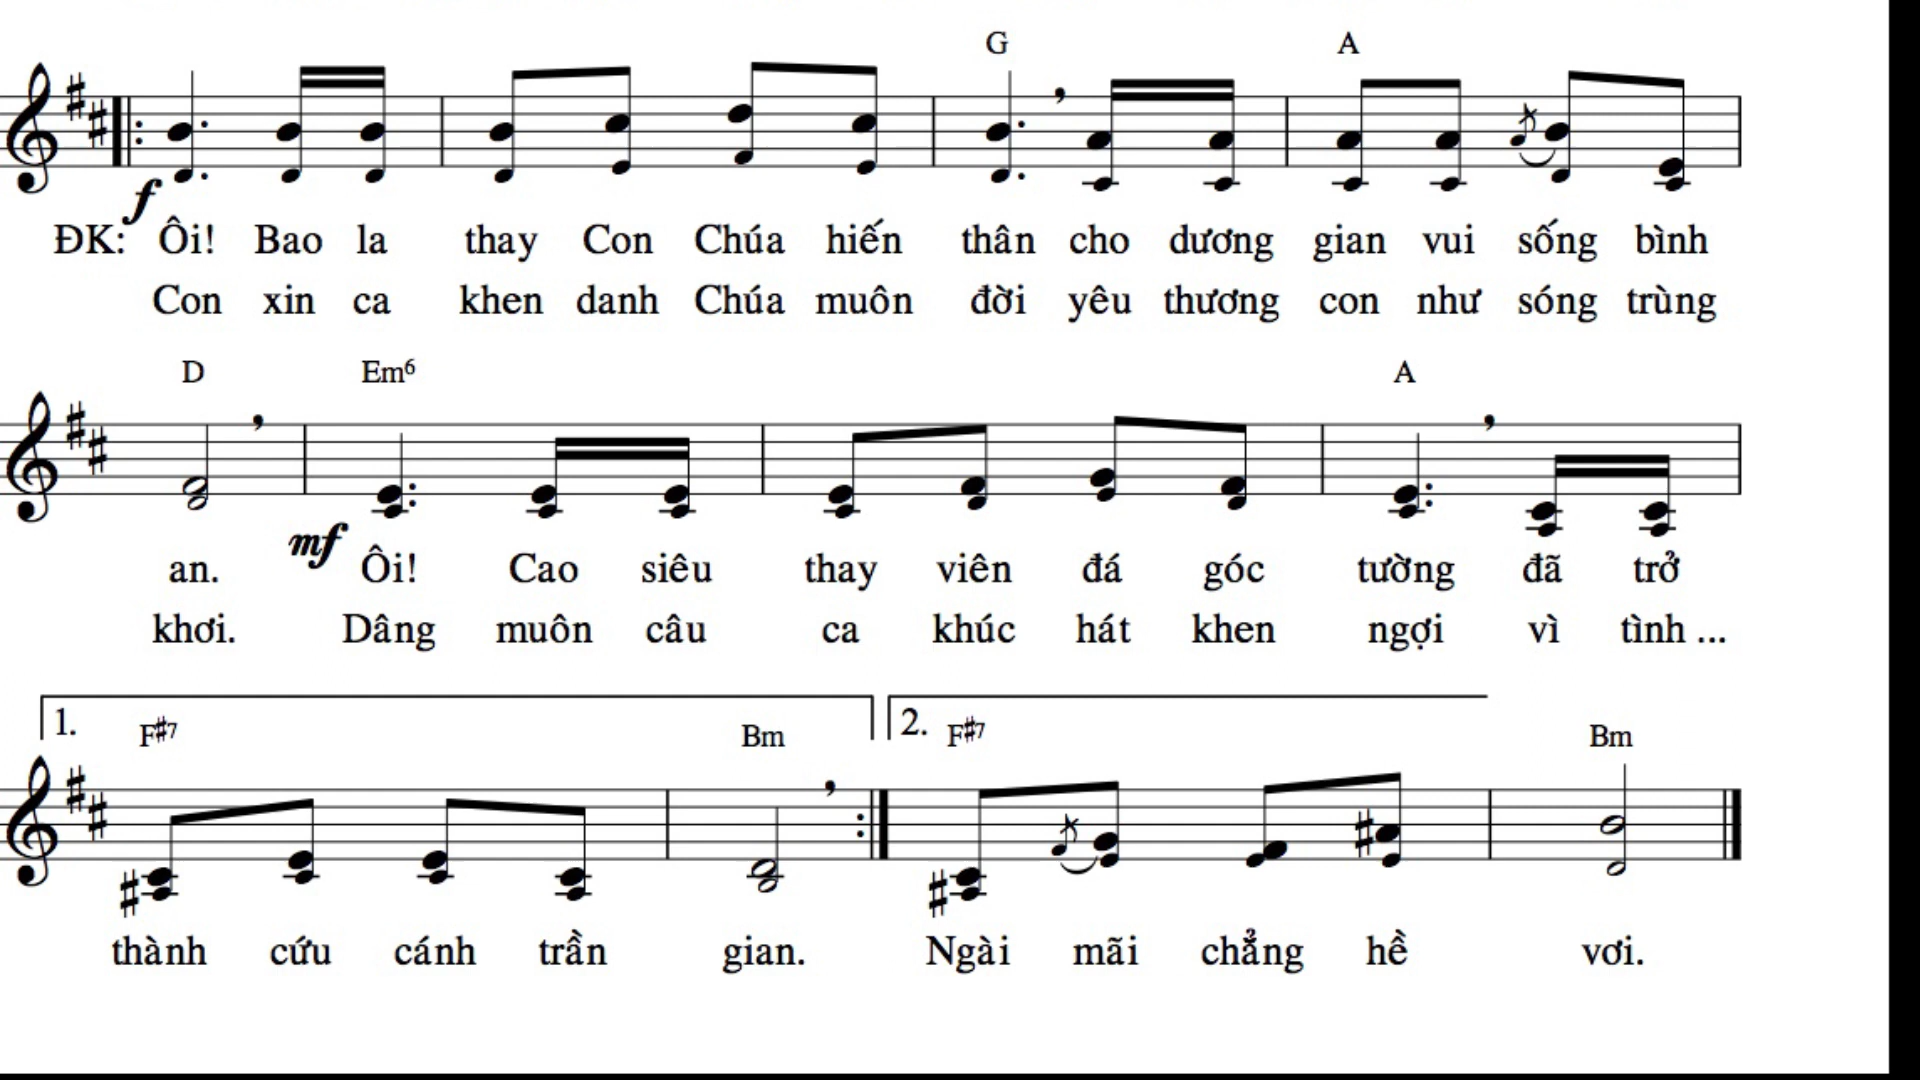 G A
f
ĐK: Ôi! Bao la thay Con Chúa hiến thân cho dương gian vui sống bình
Con xin ca khen danh Chúa muôn đời yêu thương con như sóng trùng
D Em6 A
mf
an. Ôi! Cao siêu thay viên đá góc tường đã trở
khơi. Dâng muôn câu ca khúc hát khen ngợi vì tình ...
1. F#7 Bm 2. F#7 Bm
thành cứu cánh trần gian. Ngài mãi chẳng hề vơi.